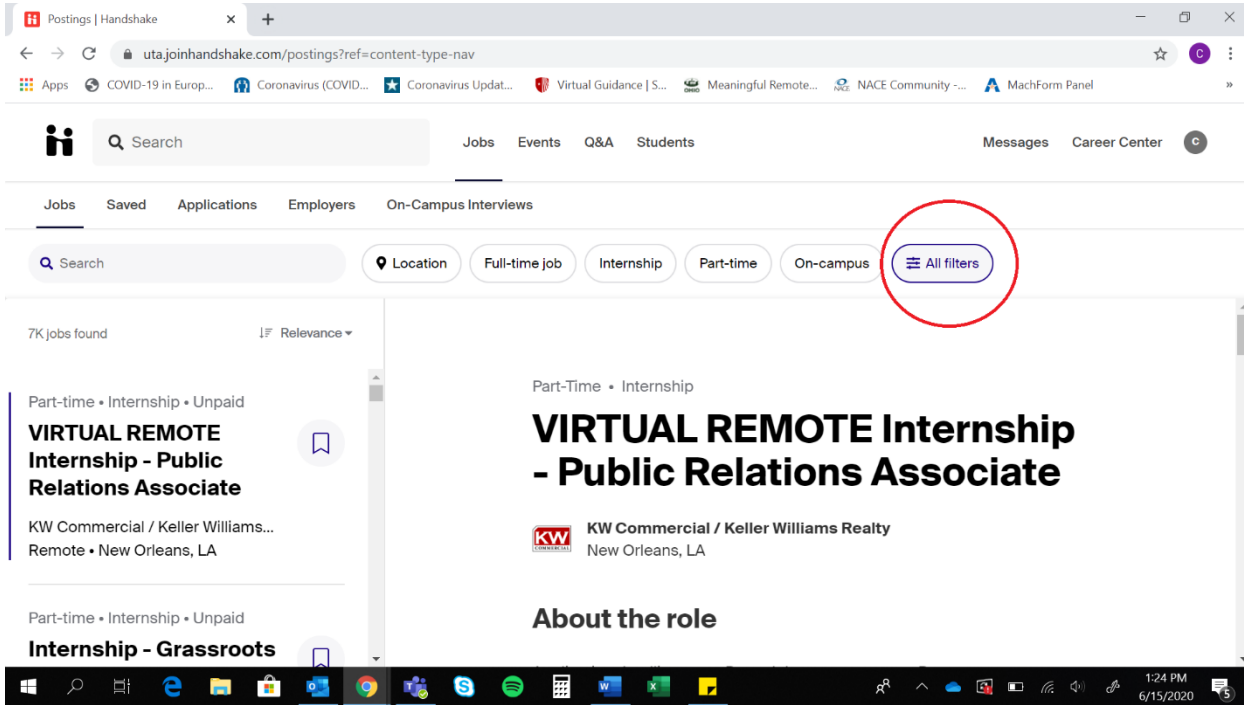 Postings | Handshake
uta.joinhandshake.com/postings?ref=content-type-nav
C
Apps COVID-19 in Europ... Coronavirus (COVID... Coronavirus Updat... Virtual Guidance | S... Meaningful Remote... NACE Community -... MachForm Panel »
Search Jobs Events Q&A Students Messages Career Center C
Jobs Saved Applications Employers On-Campus Interviews
Search Location Full-time job Internship Part-time On-campus All filters
7K jobs found Relevance
Part-time • Internship • Unpaid
VIRTUAL REMOTE
Internship - Public
Relations Associate
KW Commercial / Keller Williams...
Remote • New Orleans, LA
Part-time • Internship • Unpaid
Internship - Grassroots
Part-Time • Internship
VIRTUAL REMOTE Internship
- Public Relations Associate
KW COMMERCIAL
KW Commercial / Keller Williams Realty
New Orleans, LA
About the role
1:24 PM
6/15/2020
5